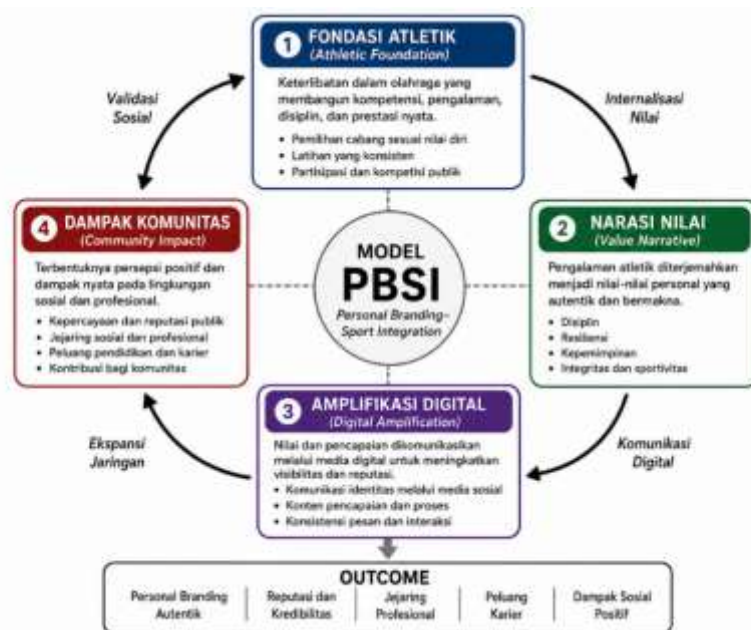 1 FONDASI ATLETIK
(Athletic Foundation)
Keterlibatan dalam olahraga yang
membangun kompetensi, pengalaman,
disiplin, dan prestasi nyata.
• Pemilihan cabang sesuai nilai diri
• Latihan yang konsisten
• Partisipasi dan kompetisi publik
Validasi
Sosial
Internalisasi
Nilai
4 DAMPAK KOMUNITAS
(Community Impact)
Terbentuknya persepsi positif dan
dampak nyata pada lingkungan
sosial dan profesional.
• Kepercayaan dan reputasi publik
• Jejaring sosial dan profesional
• Peluang pendidikan dan karier
• Kontribusi bagi komunitas
MODEL
PBSI
Personal Branding–
Sport Integration
2 NARASI NILAI
(Value Narrative)
Pengalaman atletik diterjemahkan
menjadi nilai-nilai personal yang
autentik dan bermakna.
• Disiplin
• Resiliensi
• Kepemimpinan
• Integritas dan sportivitas
3 AMPLIFIKASI DIGITAL
(Digital Amplification)
Nilai dan pencapaian dikomunikasikan
melalui media digital untuk meningkatkan
visibilitas dan reputasi.
• Komunikasi identitas melalui media sosial
• Konten pencapaian dan proses
• Konsistensi pesan dan interaksi
Ekspansi
Jaringan
Komunikasi
Digital
OUTCOME
Personal Branding
Autentik
Reputasi dan
Kredibilitas
Jejaring
Profesional
Peluang
Karier
Dampak Sosial
Positif